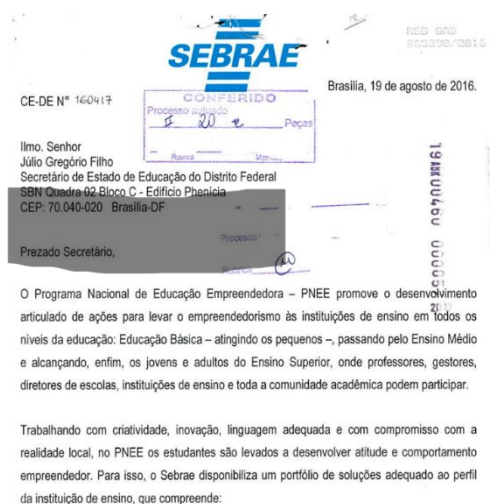 RED GAB
SEBRAE
Brasília, 19 de agosto de 2016.
CE-DE N° 160417
CONFERIDO
Processo autuado
20 Peças
Rubrica
Ilmo. Senhor
Júlio Gregório Filho
Secretário de Estado de Educação do Distrito Federal
SBN Quadra 02 Bloco C - Edifício Phenícia
CEP: 70.040-020 Brasília-DF
Processo
Rubrica
Prezado Secretário,
O Programa Nacional de Educação Empreendedora – PNEE promove o desenvolvimento
articulado de ações para levar o empreendedorismo às instituições de ensino em todos os
níveis da educação: Educação Básica – atingindo os pequenos –, passando pelo Ensino Médio
e alcançando, enfim, os jovens e adultos do Ensino Superior, onde professores, gestores,
diretores de escolas, instituições de ensino e toda a comunidade acadêmica podem participar.
Trabalhando com criatividade, inovação, linguagem adequada e com compromisso com a
realidade local, no PNEE os estudantes são levados a desenvolver atitude e comportamento
empreendedor. Para isso, o Sebrae disponibiliza um portfólio de soluções adequado ao perfil
da instituição de ensino, que compreende: